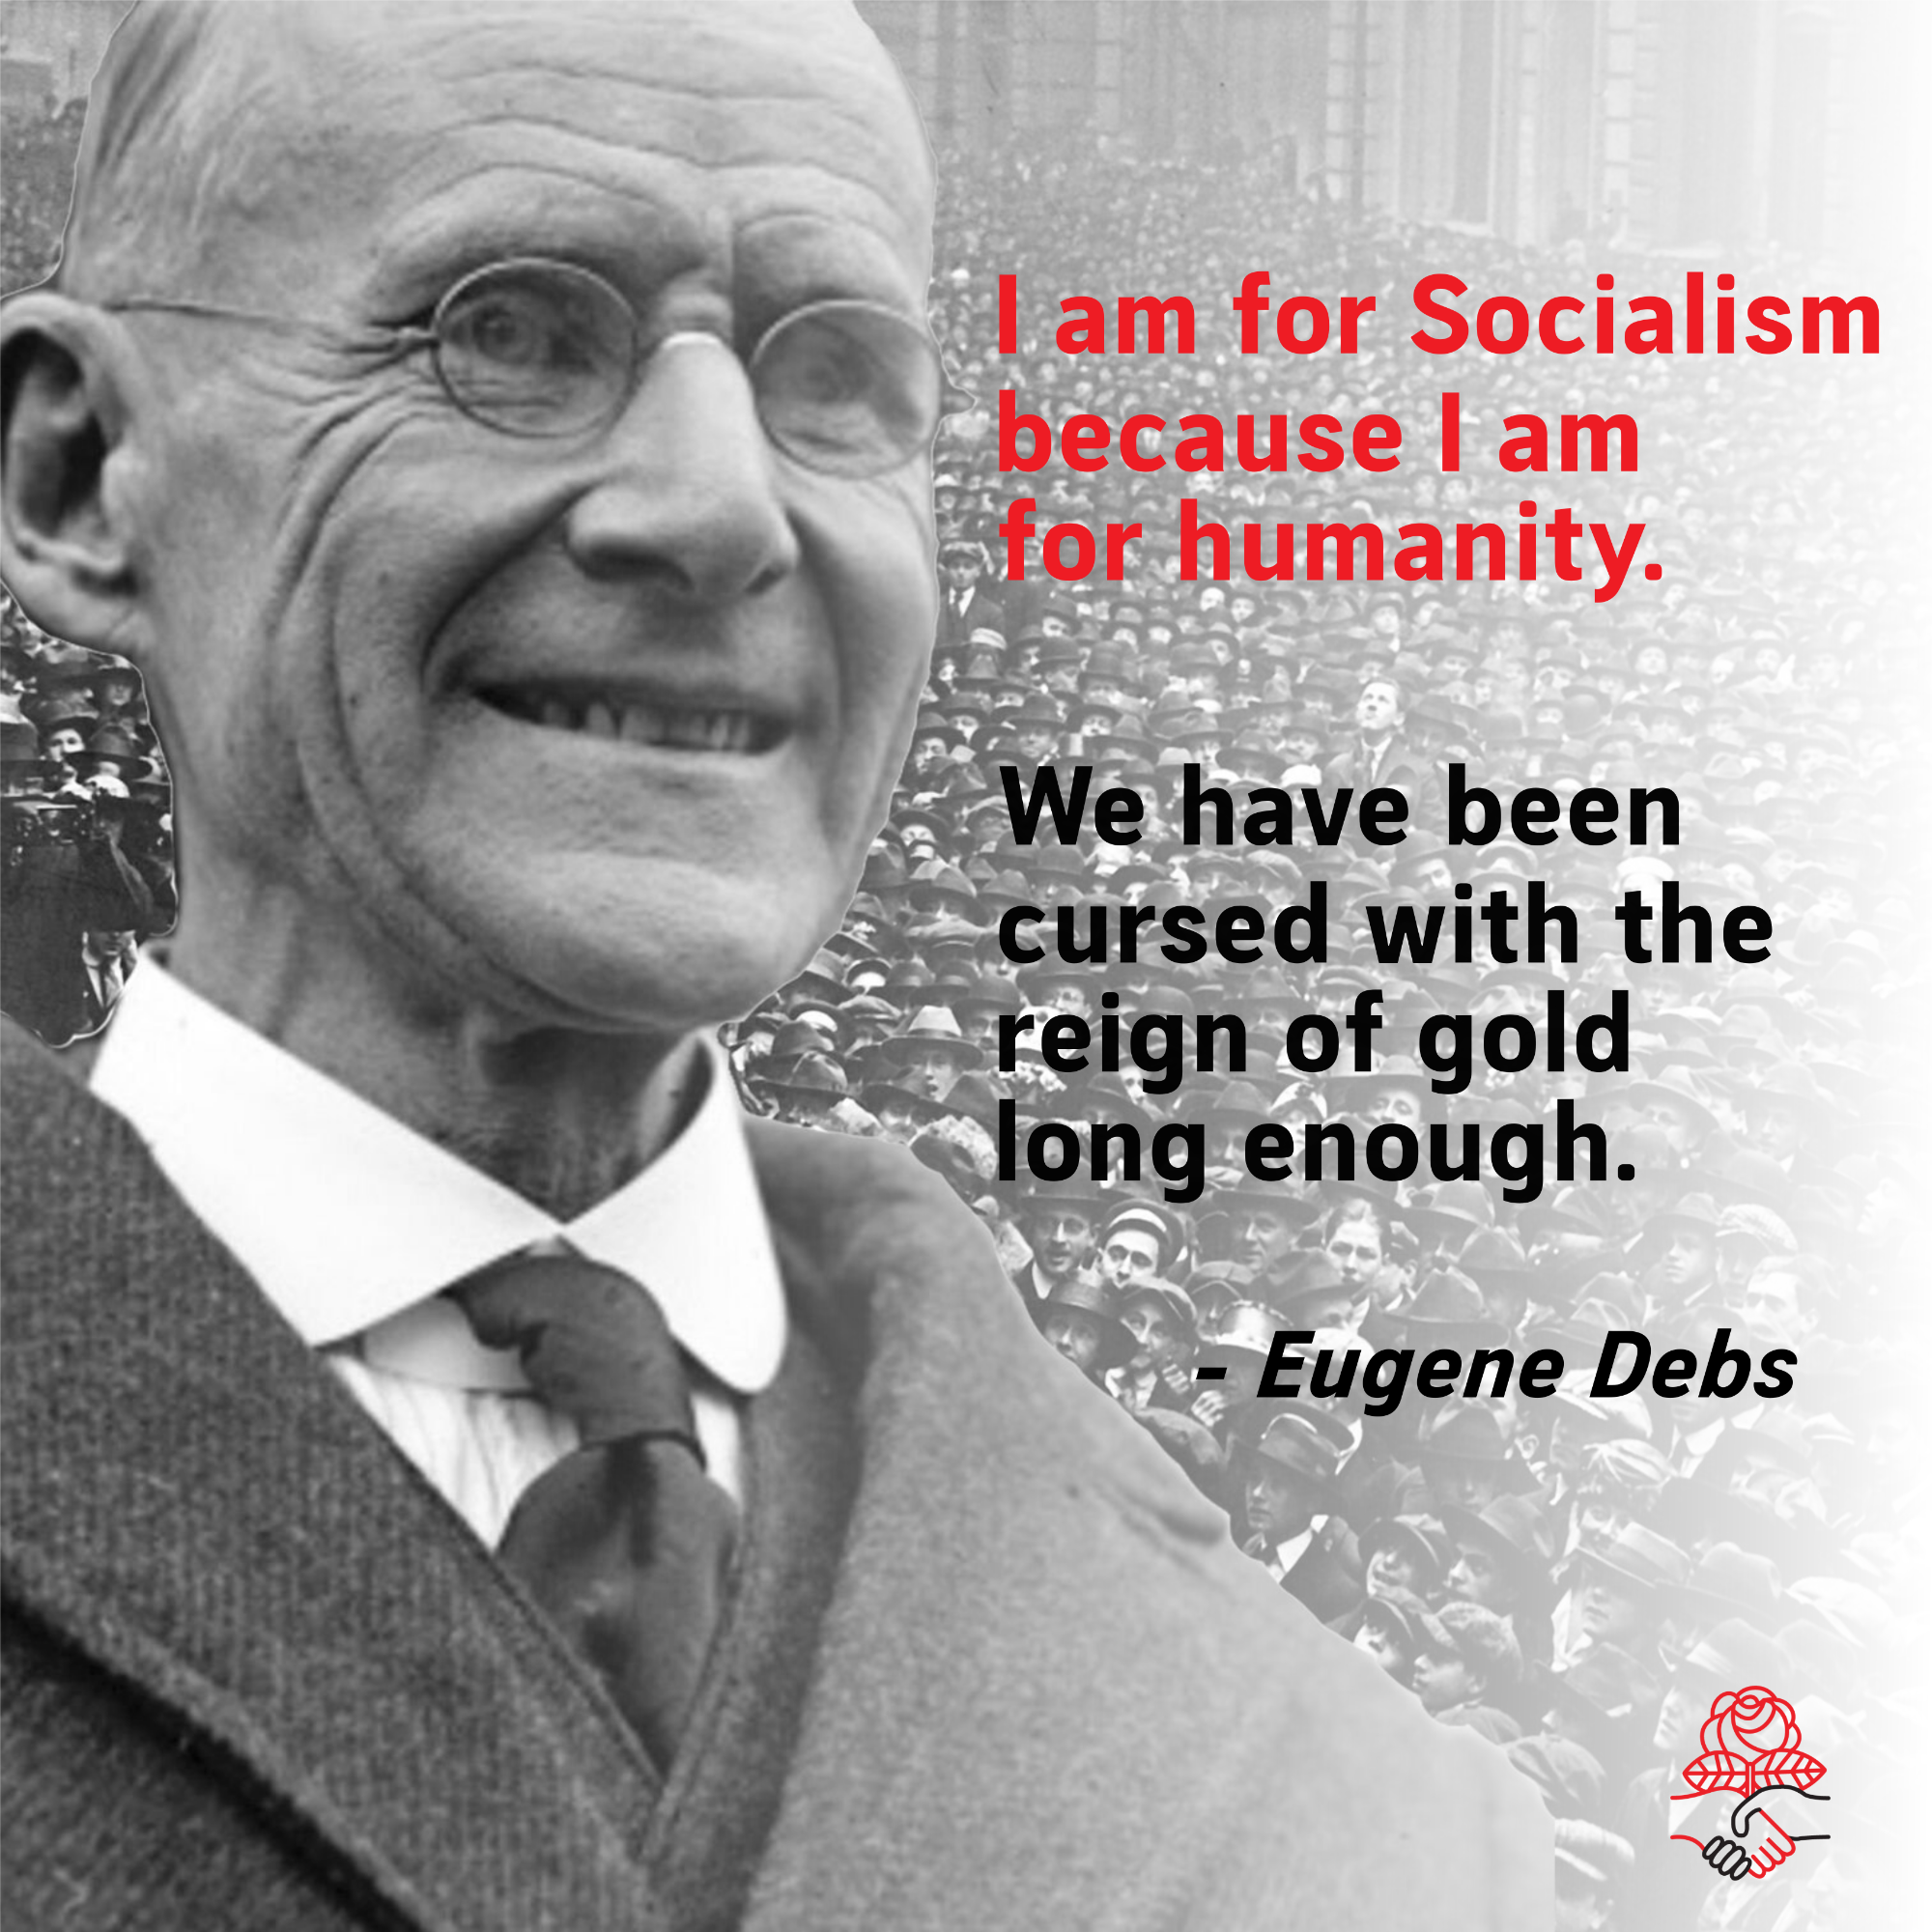 I am for Socialism
because I am
for humanity.
We have been
cursed with the
reign of gold
long enough.
- Eugene Debs